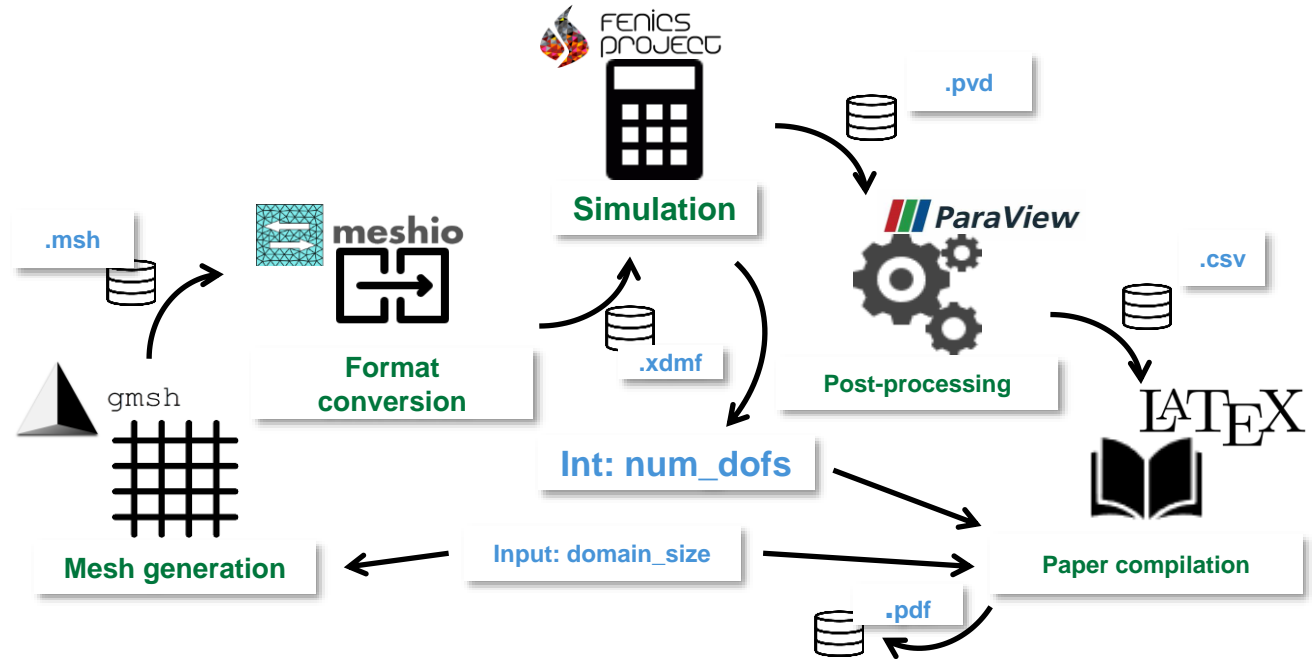 FENICS
PROJECT
.pvd
Simulation
.msh
meshio
ParaView
.csv
.xdmf
Format
conversion
Post-processing
gmsh
LATEX
Int: num_dofs
Mesh generation
Input: domain_size
Paper compilation
.pdf